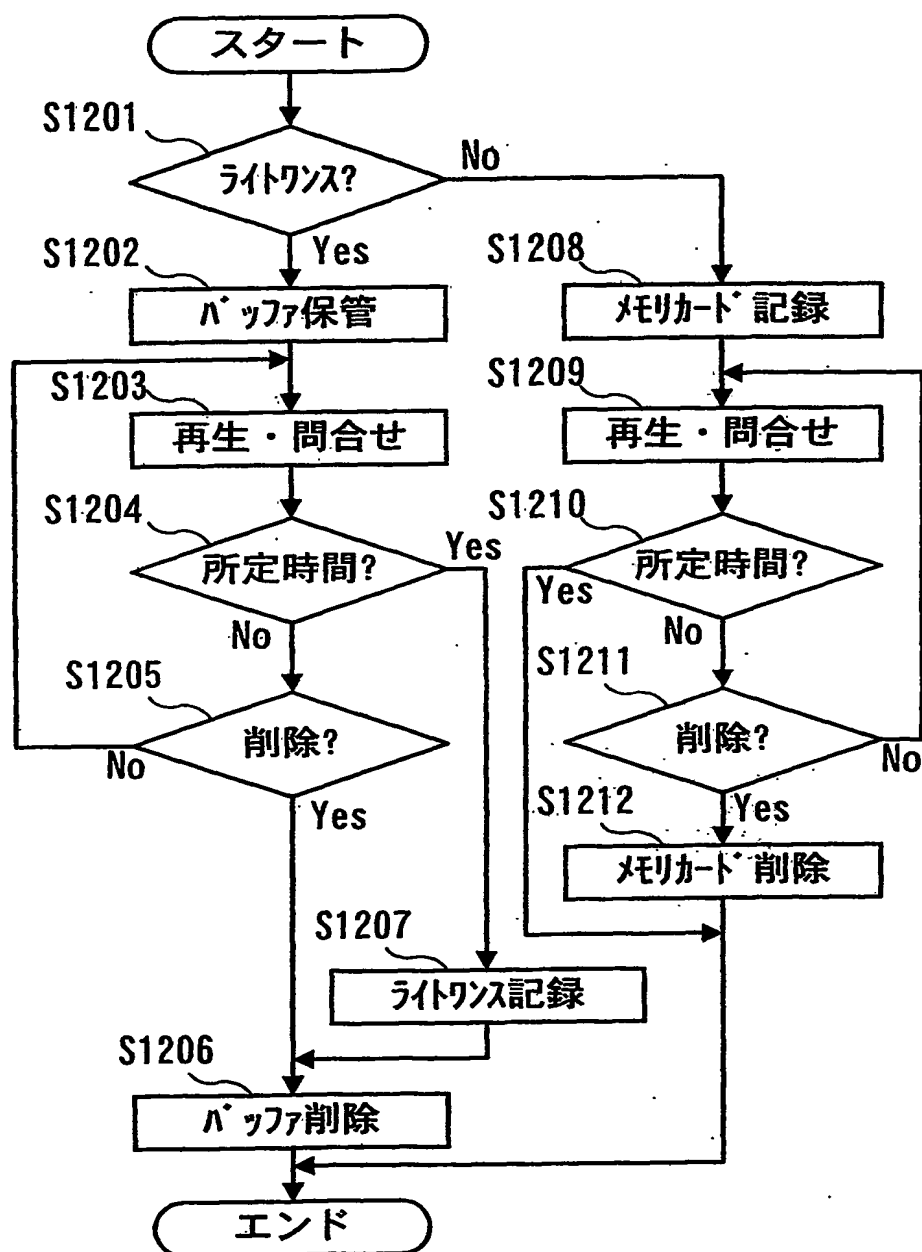 スタート
S1201
ライトワンス?
No
Yes
S1202
バッファ保管
S1208
メモリカード記録
S1203
再生・問合せ
S1209
再生・問合せ
S1204
所定時間?
Yes
No
S1210
所定時間?
Yes
No
S1205
削除?
No
Yes
S1211
削除?
No
Yes
S1212
メモリカード削除
S1207
ライトワンス記録
S1206
バッファ削除
エンド